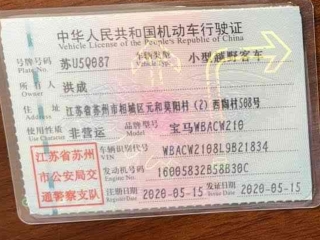 中华人民共和国机动车行驶证
Vehicle License of the People's Republic of China
号牌号码 苏U5Q087 车辆类型 小型越野客车
Plate No.
所有人 洪成
Owner
住址 江苏省苏州市相城区元和莫阳村(2)西南村508号
使用性质 非营运 品牌型号 宝马WBACW210
Use Character
江苏省苏州市公安局交通警察支队
车辆识别代号 WBACW2108L9B21834
VIN
发动机号码 16005832B58B30C
Engine No.
注册日期 2020-05-15 发证日期 2020-05-15
Register Date Issue Date